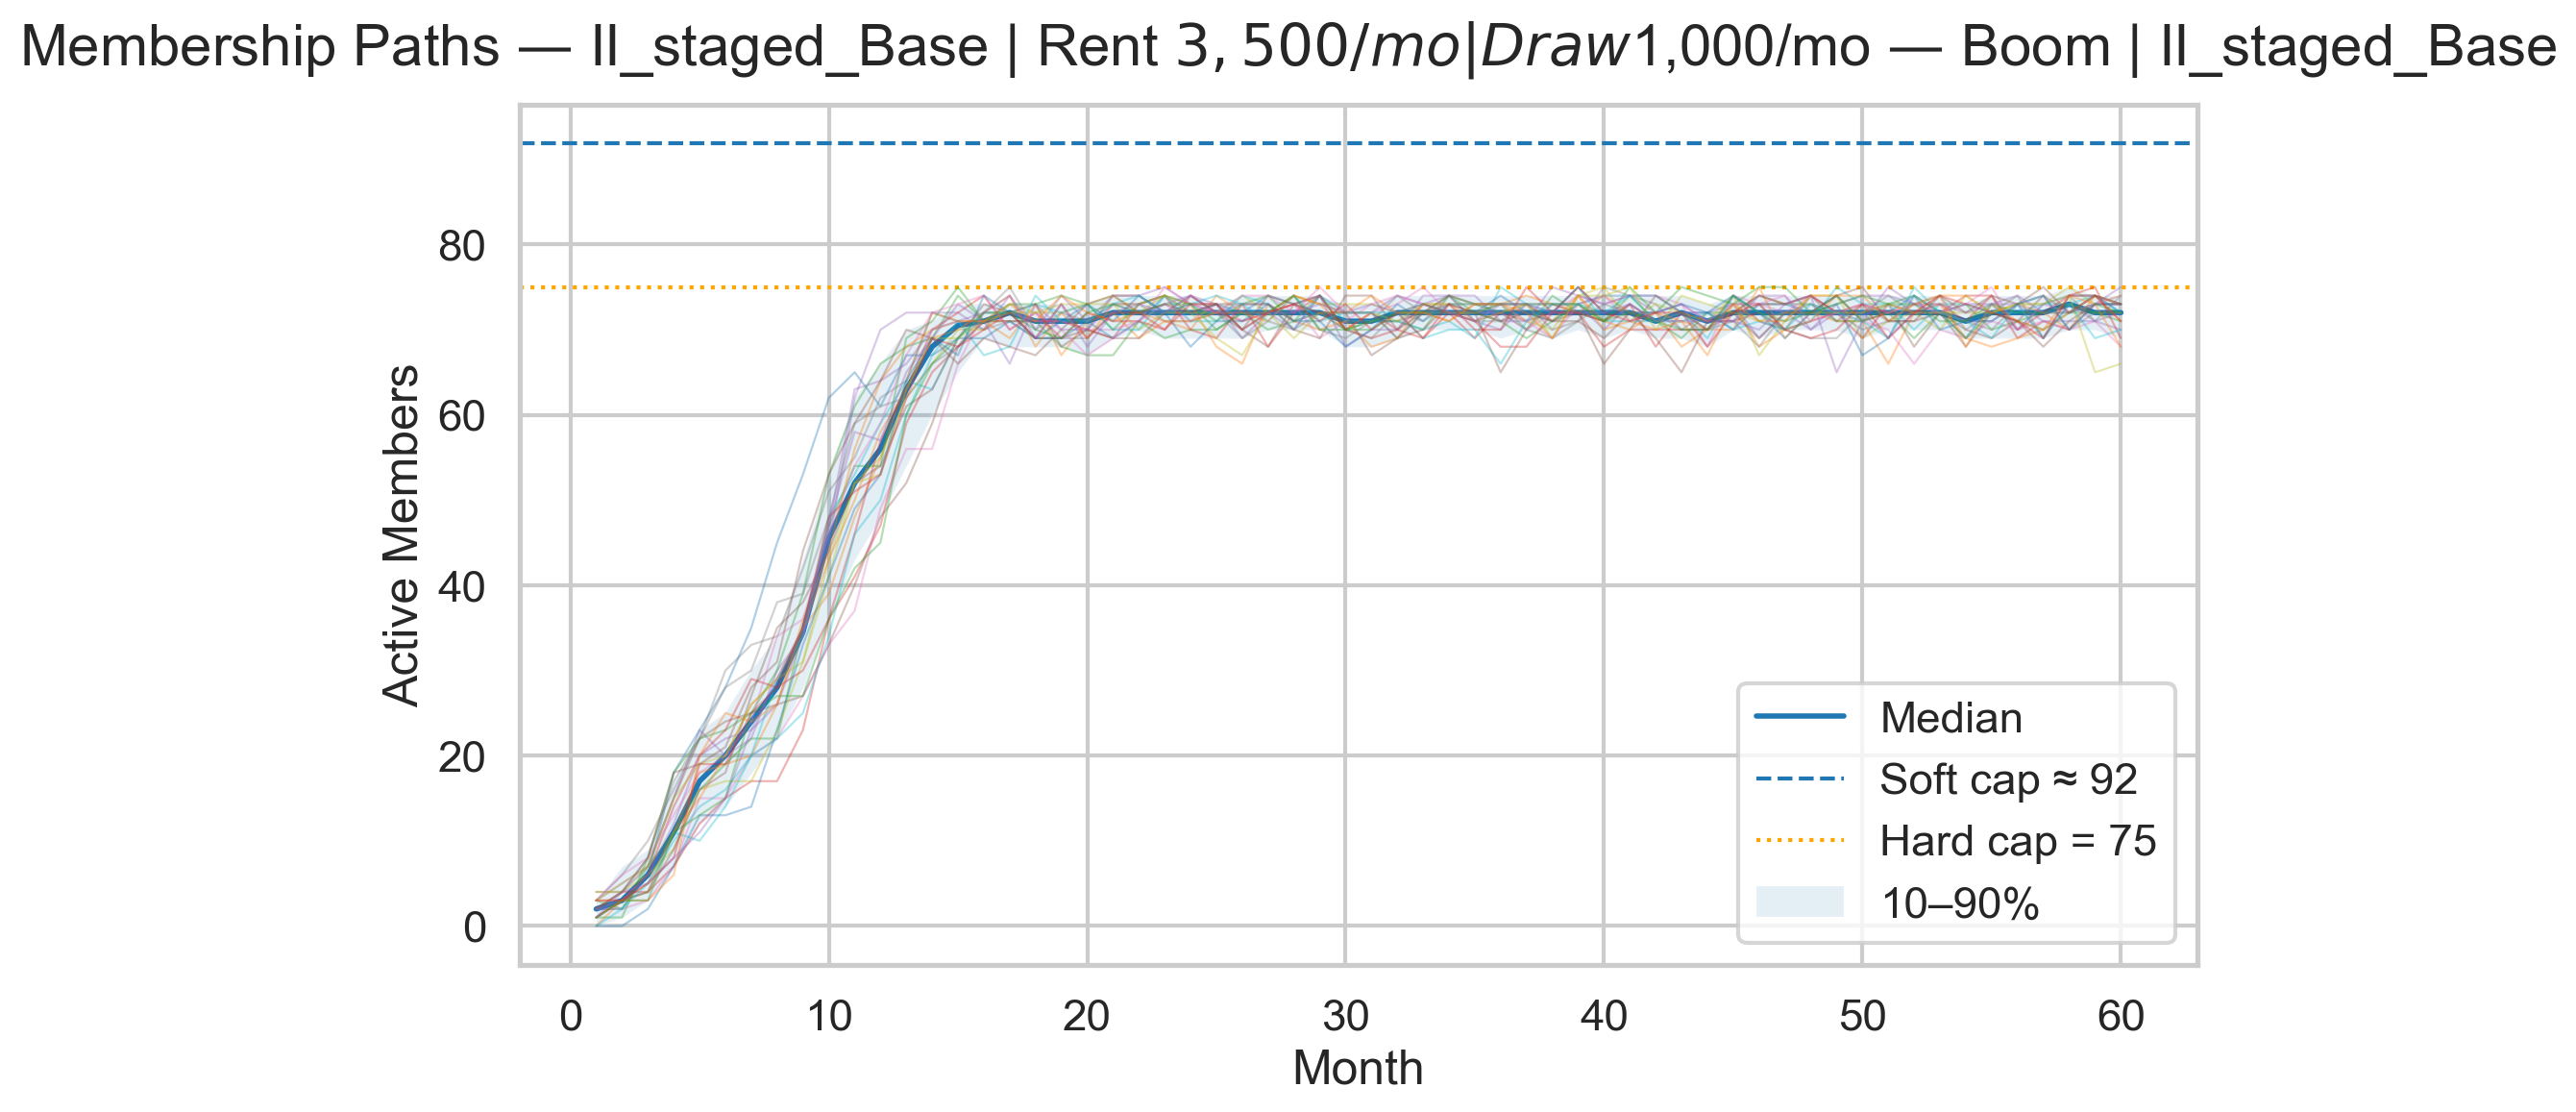 Membership Paths — II_staged_Base | Rent 3, 500/mo|Draw1,000/mo — Boom | II_staged_Base
Active Members
80
60
40
20
0
0 10 20 30 40 50 60
Month
Median
Soft cap ≈ 92
Hard cap = 75
10–90%